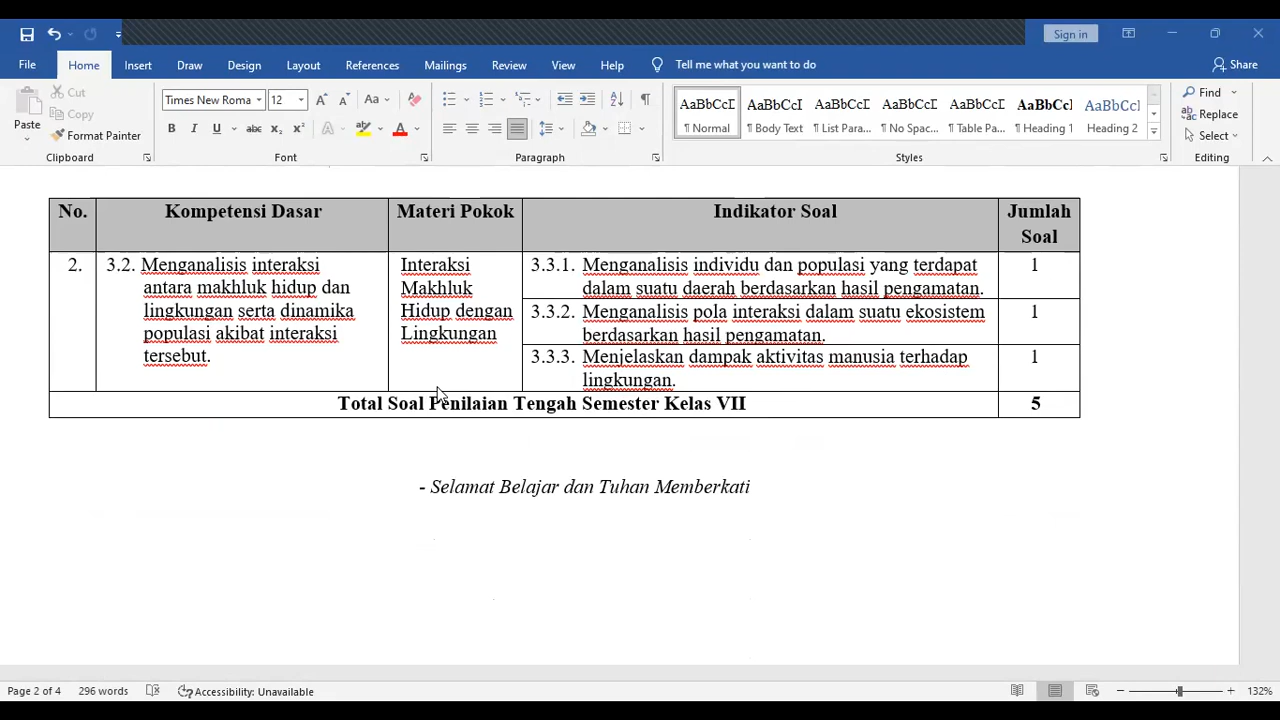 Sign in
File Home Insert Draw Design Layout References Mailings Review View Help Tell me what you want to do Share
Paste Cut Copy Format Painter
Times New Roma 12 Aa
B I U abc x₂ x² A A
AaBbCcD AaBbCcI AaBbCcI AaBbCcI AaBbCcI AaBbCcI AaBbCcI
¶ Normal ¶ Body Text ¶ List Para... ¶ No Spac... ¶ Table Pa... ¶ Heading 1 Heading 2
Find
Replace
Select
Clipboard Font Paragraph Styles Editing
No. Kompetensi Dasar Materi Pokok Indikator Soal Jumlah
Soal
2. 3.2. Menganalisis interaksi
antara makhluk hidup dan
lingkungan serta dinamika
populasi akibat interaksi
tersebut.
Interaksi
Makhluk
Hidup dengan
Lingkungan
3.3.1. Menganalisis individu dan populasi yang terdapat
dalam suatu daerah berdasarkan hasil pengamatan.
1
3.3.2. Menganalisis pola interaksi dalam suatu ekosistem
berdasarkan hasil pengamatan.
1
3.3.3. Menjelaskan dampak aktivitas manusia terhadap
lingkungan.
1
Total Soal Penilaian Tengah Semester Kelas VII 5
- Selamat Belajar dan Tuhan Memberkati
Page 2 of 4 296 words Accessibility: Unavailable 132%